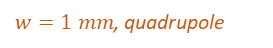 w = 1 mm, quadrupole